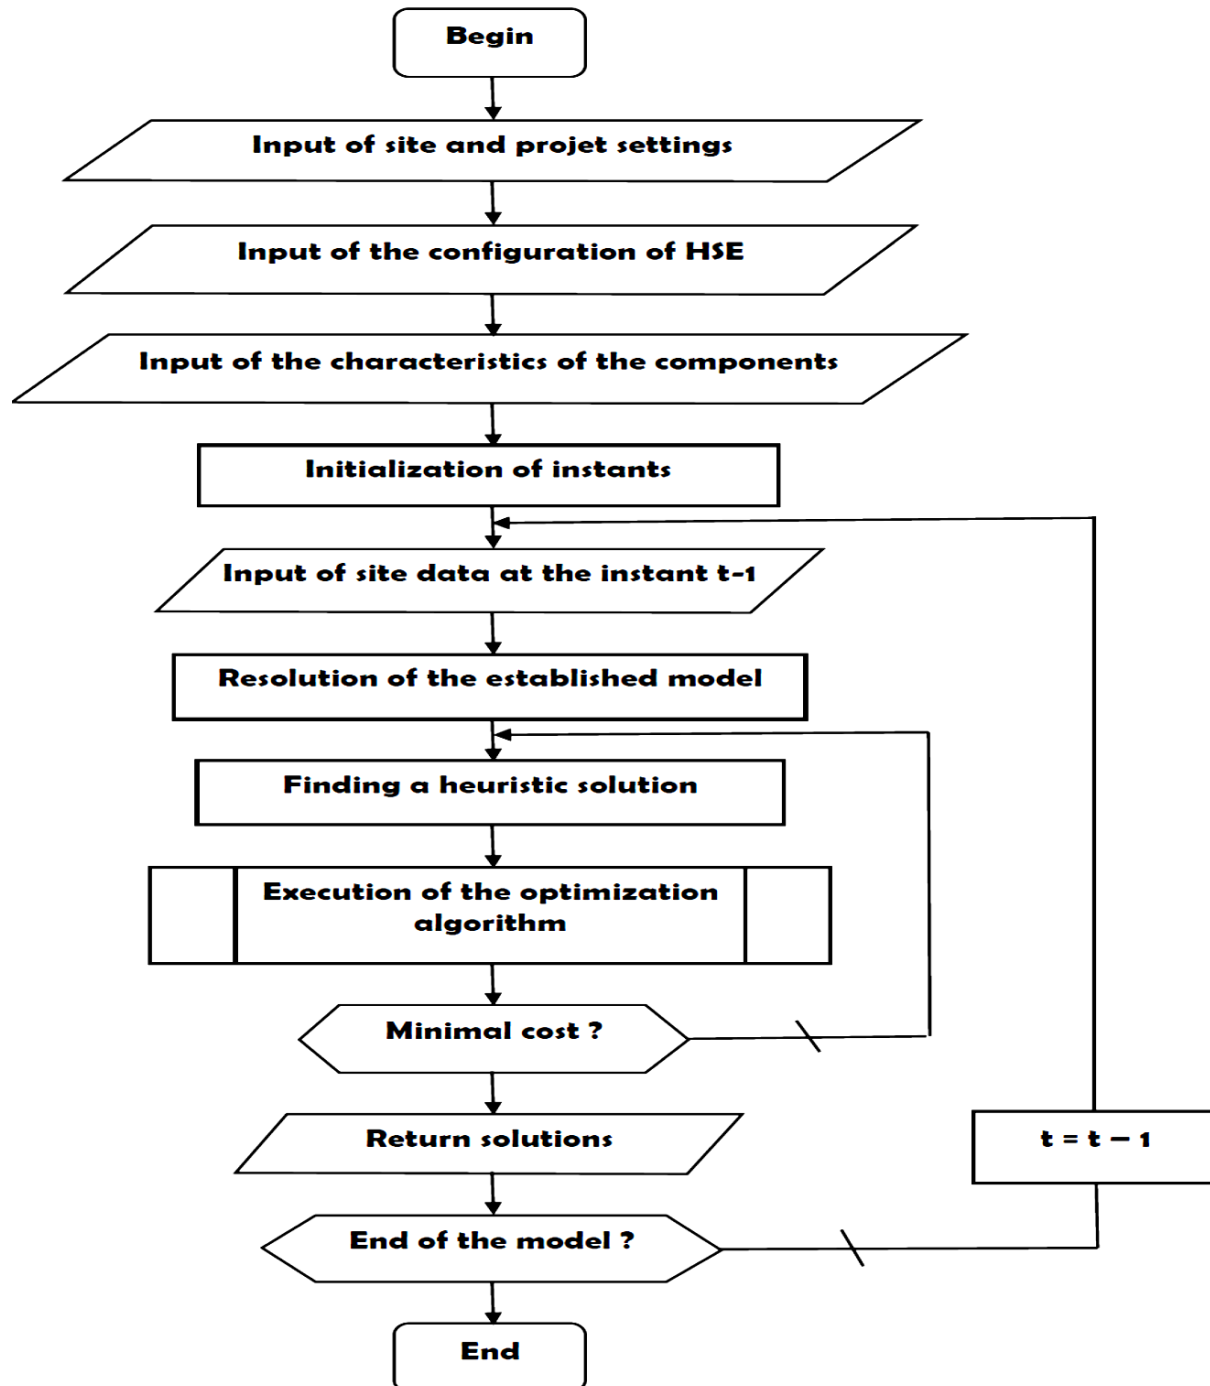 Begin
Input of site and projet settings
Input of the configuration of HSE
Input of the characteristics of the components
Initialization of instants
Input of site data at the instant t-1
Resolution of the established model
Finding a heuristic solution
Execution of the optimization
algorithm
Minimal cost ?
Return solutions
t = t – 1
End of the model ?
End